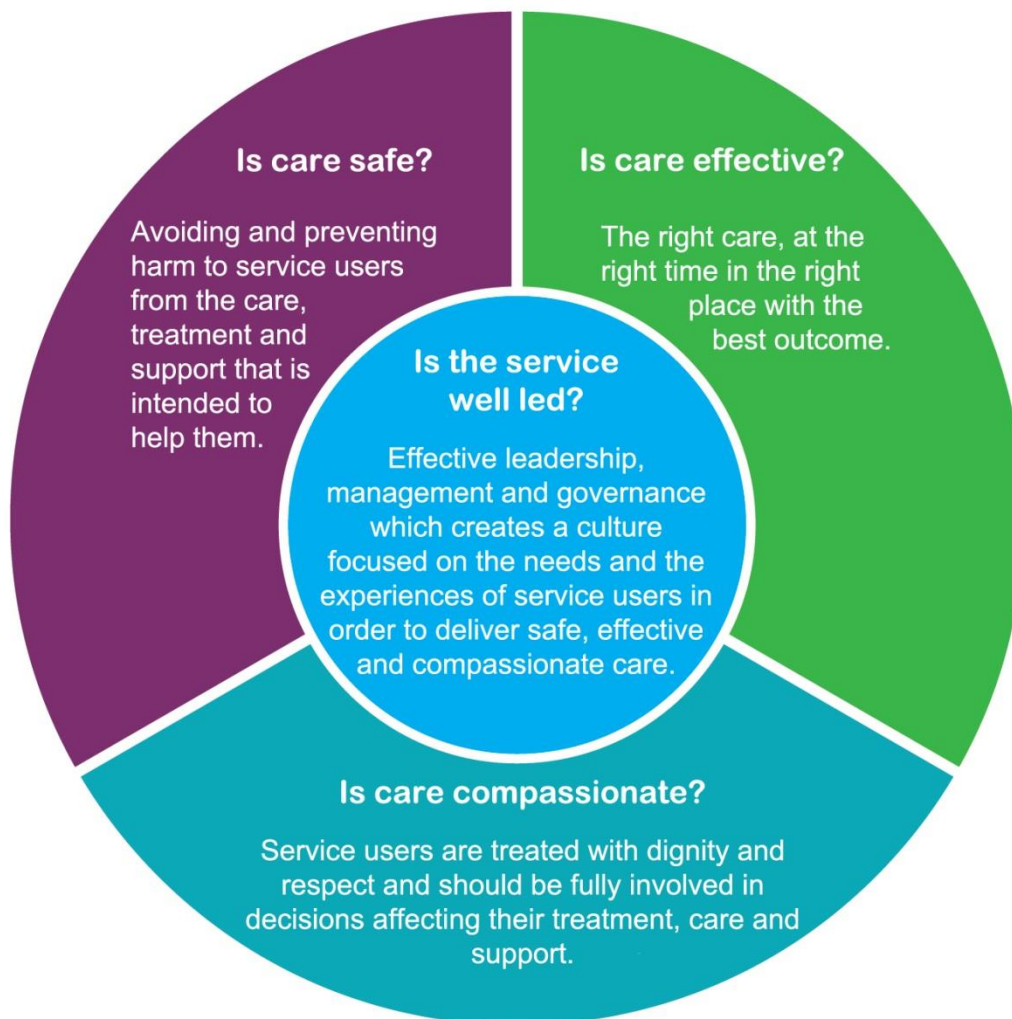 Is care safe?
Avoiding and preventing
harm to service users
from the care,
treatment and
support that is
intended to
help them.
Is care effective?
The right care, at the
right time in the right
place with the
best outcome.
Is the service
well led?
Effective leadership,
management and governance
which creates a culture
focused on the needs and the
experiences of service users in
order to deliver safe, effective
and compassionate care.
Is care compassionate?
Service users are treated with dignity and
respect and should be fully involved in
decisions affecting their treatment, care and
support.